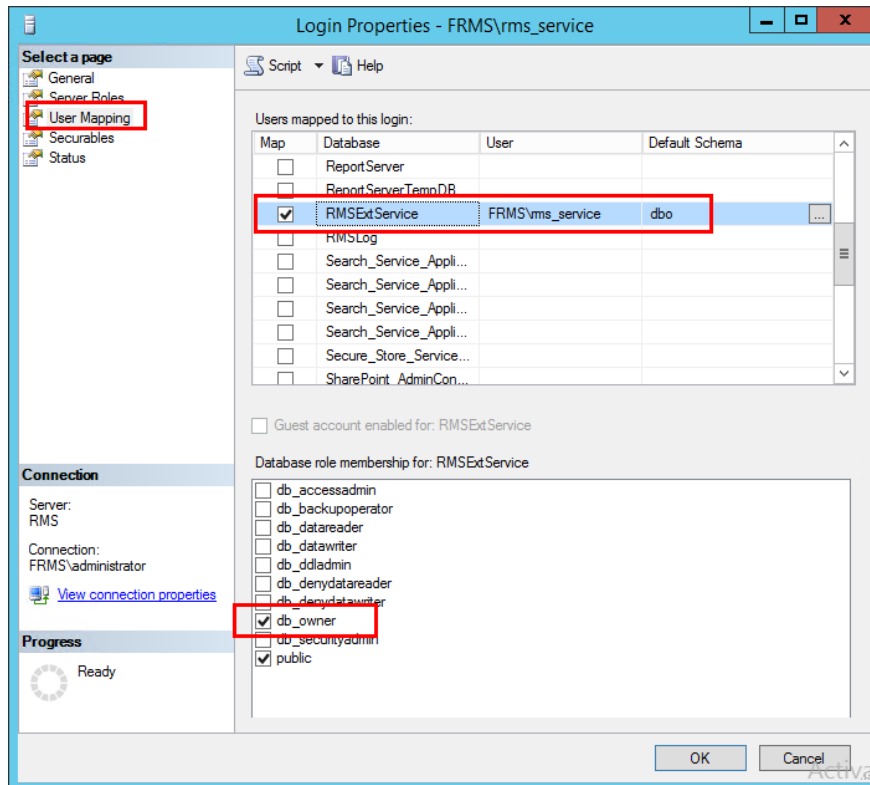 Login Properties - FRMS\rms_service
Select a page
General
Server Roles
User Mapping
Securables
Status
Script
Help
Users mapped to this login:
Map Database User Default Schema
ReportServer
ReportServerTempDB
RMSExtService FRMS\rms_service dbo ...
RMSLog
Search_Service_Appli...
Search_Service_Appli...
Search_Service_Appli...
Search_Service_Appli...
Secure_Store_Service...
SharePoint_AdminCon...
Guest account enabled for: RMSExtService
Database role membership for: RMSExtService
db_accessadmin
db_backupoperator
db_datareader
db_datawriter
db_ddladmin
db_denydatareader
db_denydatawriter
db_owner
db_securityadmin
public
Connection
Server:
RMS
Connection:
FRMS\administrator
View connection properties
Progress
Ready
OK Cancel
Activa